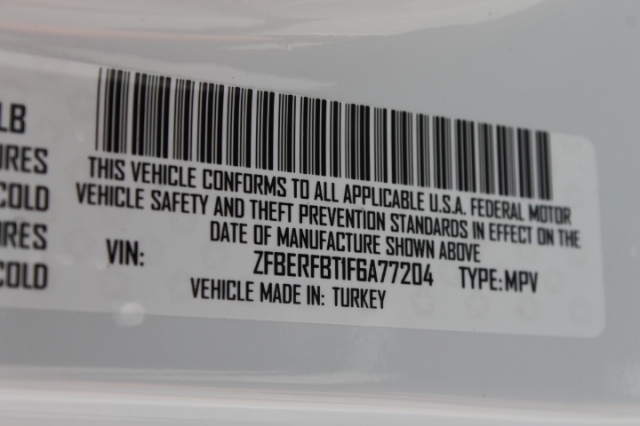 LB
URES
COLD
RES
COLD
THIS VEHICLE CONFORMS TO ALL APPLICABLE U.S.A. FEDERAL MOTOR
VEHICLE SAFETY AND THEFT PREVENTION STANDARDS IN EFFECT ON THE
DATE OF MANUFACTURE SHOWN ABOVE
VIN: ZFBERFBT1F6A77204 TYPE:MPV
VEHICLE MADE IN: TURKEY